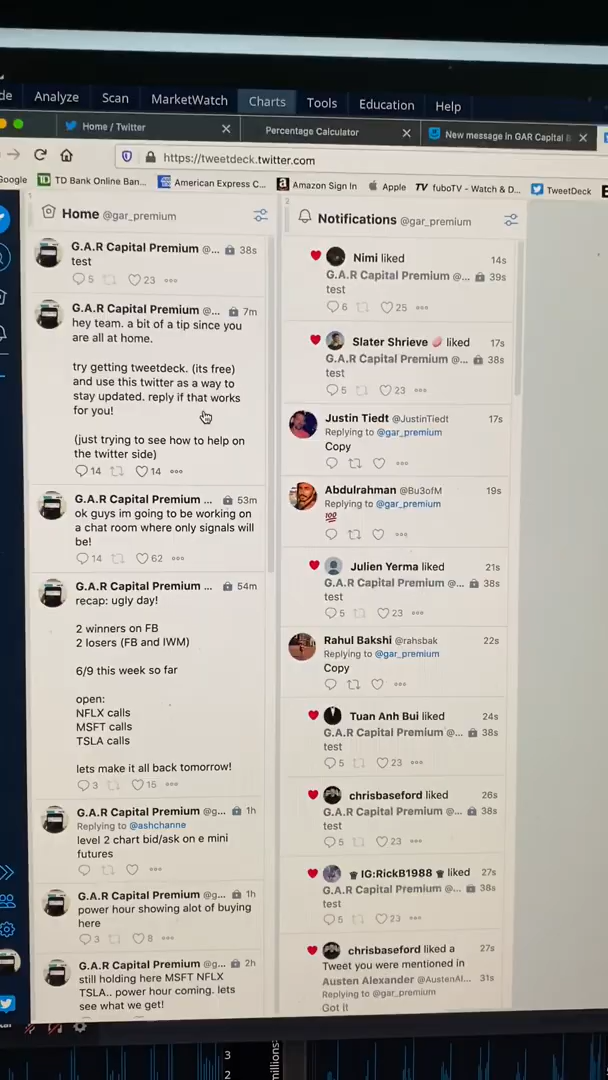 Analyze Scan MarketWatch Charts Tools Education Help
Home / Twitter
Percentage Calculator
New message in GAR Capital
https://tweetdeck.twitter.com
Google TD Bank Online Ban... American Express C... Amazon Sign In Apple fuboTV - Watch & D... TweetDeck
1
Home @gar_premium
G.A.R Capital Premium @... 38s
test
5 23
G.A.R Capital Premium @... 7m
hey team. a bit of a tip since you
are all at home.
try getting tweetdeck. (its free)
and use this twitter as a way to
stay updated. reply if that works
for you!
(just trying to see how to help on
the twitter side)
14 14
G.A.R Capital Premium ... 53m
ok guys im going to be working on
a chat room where only signals will
be!
14 62
G.A.R Capital Premium ... 54m
recap: ugly day!
2 winners on FB
2 losers (FB and IWM)
6/9 this week so far
open:
NFLX calls
MSFT calls
TSLA calls
lets make it all back tomorrow!
3 15
G.A.R Capital Premium @g... 1h
Replying to @ashchanne
level 2 chart bid/ask on e mini
futures
G.A.R Capital Premium @g... 1h
power hour showing alot of buying
here
3 8
G.A.R Capital Premium @g... 2h
still holding here MSFT NFLX
TSLA.. power hour coming. lets
see what we get!
2
Notifications @gar_premium
Nimi liked 14s
G.A.R Capital Premium @... 39s
test
6 25
Slater Shrieve liked 17s
G.A.R Capital Premium @... 38s
test
5 23
Justin Tiedt @JustinTiedt 17s
Replying to @gar_premium
Copy
Abdulrahman @Bu3ofM 19s
Replying to @gar_premium
100
Julien Yerma liked 21s
G.A.R Capital Premium @... 38s
test
5 23
Rahul Bakshi @rahsbak 22s
Replying to @gar_premium
Copy
Tuan Anh Bui liked 24s
G.A.R Capital Premium @... 38s
test
5 23
chrisbaseford liked 26s
G.A.R Capital Premium @... 38s
test
5 23
IG:RickB1988 liked 27s
G.A.R Capital Premium @... 38s
test
5 23
chrisbaseford liked a 27s
Tweet you were mentioned in
Austen Alexander @AustenAl... 31s
Replying to @gar_premium
Got it
3
2
millions